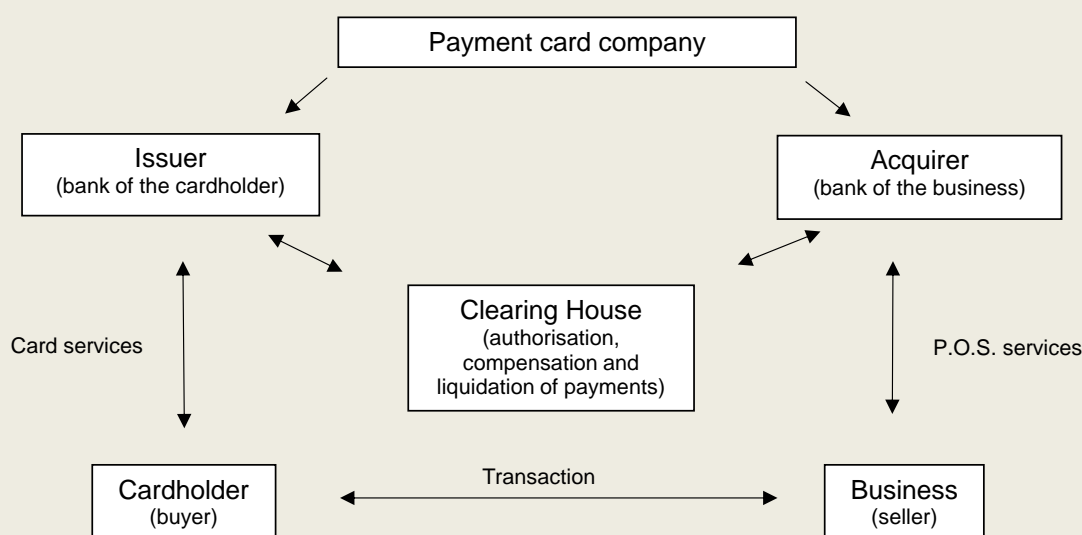 Payment card company
Issuer
(bank of the cardholder)
Acquirer
(bank of the business)
Clearing House
(authorisation,
compensation and
liquidation of payments)
Card services
P.O.S. services
Cardholder
(buyer)
Transaction
Business
(seller)